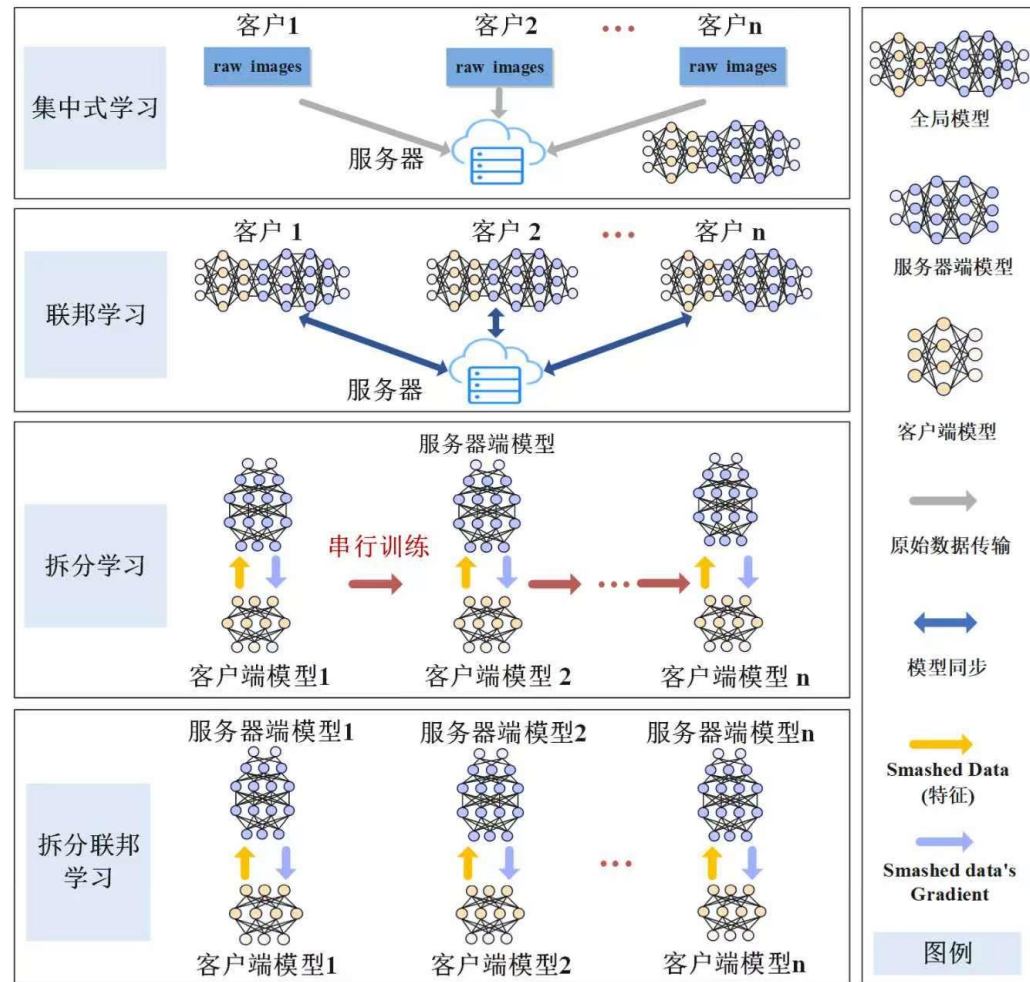 客户1
客户2
客户n
raw images
raw images
raw images
集中式学习
服务器
客户 1
客户 2
客户 n
联邦学习
服务器
服务器端模型
拆分学习
串行训练
客户端模型1
客户端模型 2
客户端模型 n
服务器端模型1
服务器端模型2
服务器端模型n
拆分联邦
学习
客户端模型1
客户端模型2
客户端模型n
全局模型
服务器端模型
客户端模型
原始数据传输
模型同步
Smashed Data
(特征)
Smashed data's
Gradient
图例